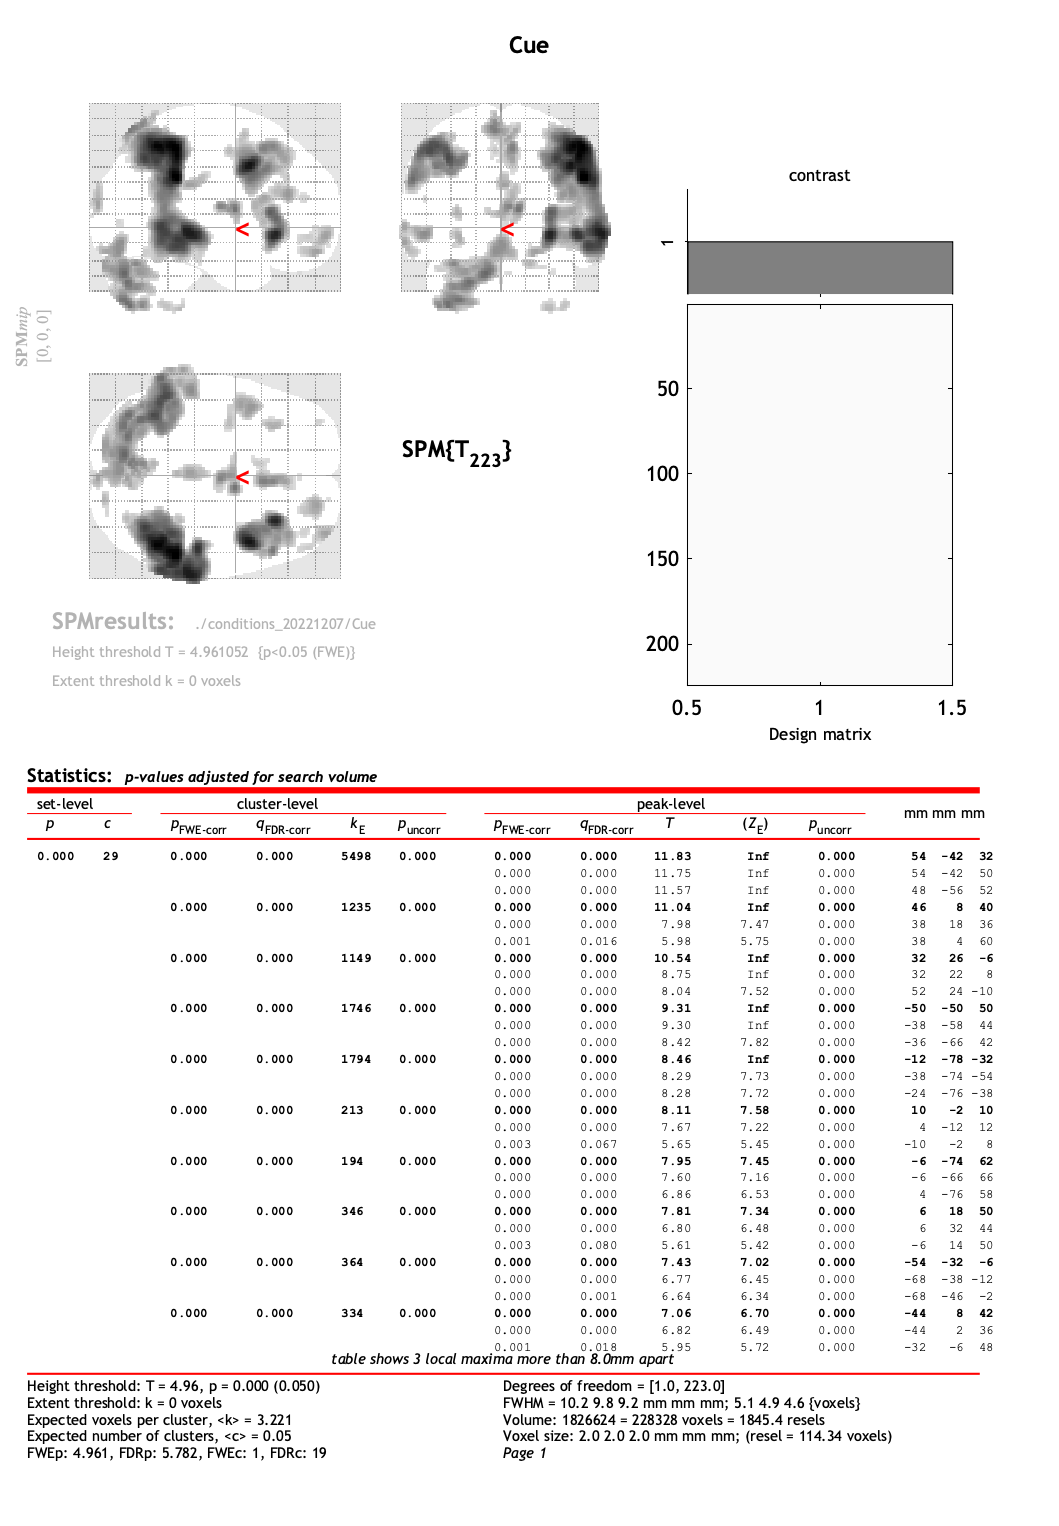 Cue
<
<
contrast
1
SPMmip
[0, 0, 0]
<
SPM{T223}
50
100
150
200
0.5 1 1.5
Design matrix
SPMresults: ./conditions_20221207/Cue
Height threshold T = 4.961052 {p<0.05 (FWE)}
Extent threshold k = 0 voxels
Statistics: p-values adjusted for search volume
set-level cluster-level peak-level mm mm mm
p c pFWE-corr qFDR-corr kE puncorr pFWE-corr qFDR-corr T (ZE) puncorr
0.000 29 0.000 0.000 5498 0.000 0.000 0.000 11.83 Inf 0.000 54 -42 32
0.000 0.000 11.75 Inf 0.000 54 -42 50
0.000 0.000 11.57 Inf 0.000 48 -56 52
0.000 0.000 1235 0.000 0.000 0.000 11.04 Inf 0.000 46 8 40
0.000 0.000 7.98 7.47 0.000 38 18 36
0.001 0.016 5.98 5.75 0.000 38 4 60
0.000 0.000 1149 0.000 0.000 0.000 10.54 Inf 0.000 32 26 -6
0.000 0.000 8.75 Inf 0.000 32 22 8
0.000 0.000 8.04 7.52 0.000 52 24 -10
0.000 0.000 1746 0.000 0.000 0.000 9.31 Inf 0.000 -50 -50 50
0.000 0.000 9.30 Inf 0.000 -38 -58 44
0.000 0.000 8.42 7.82 0.000 -36 -66 42
0.000 0.000 1794 0.000 0.000 0.000 8.46 Inf 0.000 -12 -78 -32
0.000 0.000 8.29 7.73 0.000 -38 -74 -54
0.000 0.000 8.28 7.72 0.000 -24 -76 -38
0.000 0.000 213 0.000 0.000 0.000 8.11 7.58 0.000 10 -2 10
0.000 0.000 7.67 7.22 0.000 4 -12 12
0.003 0.067 5.65 5.45 0.000 -10 -2 8
0.000 0.000 194 0.000 0.000 0.000 7.95 7.45 0.000 -6 -74 62
0.000 0.000 7.60 7.16 0.000 -6 -66 66
0.000 0.000 6.86 6.53 0.000 4 -76 58
0.000 0.000 346 0.000 0.000 0.000 7.81 7.34 0.000 6 18 50
0.000 0.000 6.80 6.48 0.000 6 32 44
0.003 0.080 5.61 5.42 0.000 -6 14 50
0.000 0.000 364 0.000 0.000 0.000 7.43 7.02 0.000 -54 -32 -6
0.000 0.000 6.77 6.45 0.000 -68 -38 -12
0.000 0.001 6.64 6.34 0.000 -68 -46 -2
0.000 0.000 334 0.000 0.000 0.000 7.06 6.70 0.000 -44 8 42
0.000 0.000 6.82 6.49 0.000 -44 2 36
0.001 0.018 5.95 5.72 0.000 -32 -6 48
table shows 3 local maxima more than 8.0mm apart
Height threshold: T = 4.96, p = 0.000 (0.050)
Extent threshold: k = 0 voxels
Expected voxels per cluster, <k> = 3.221
Expected number of clusters, <c> = 0.05
FWEp: 4.961, FDRp: 5.782, FWEc: 1, FDRc: 19
Degrees of freedom = [1.0, 223.0]
FWHM = 10.2 9.8 9.2 mm mm mm; 5.1 4.9 4.6 {voxels}
Volume: 1826624 = 228328 voxels = 1845.4 resels
Voxel size: 2.0 2.0 2.0 mm mm mm; (resel = 114.34 voxels)
Page 1